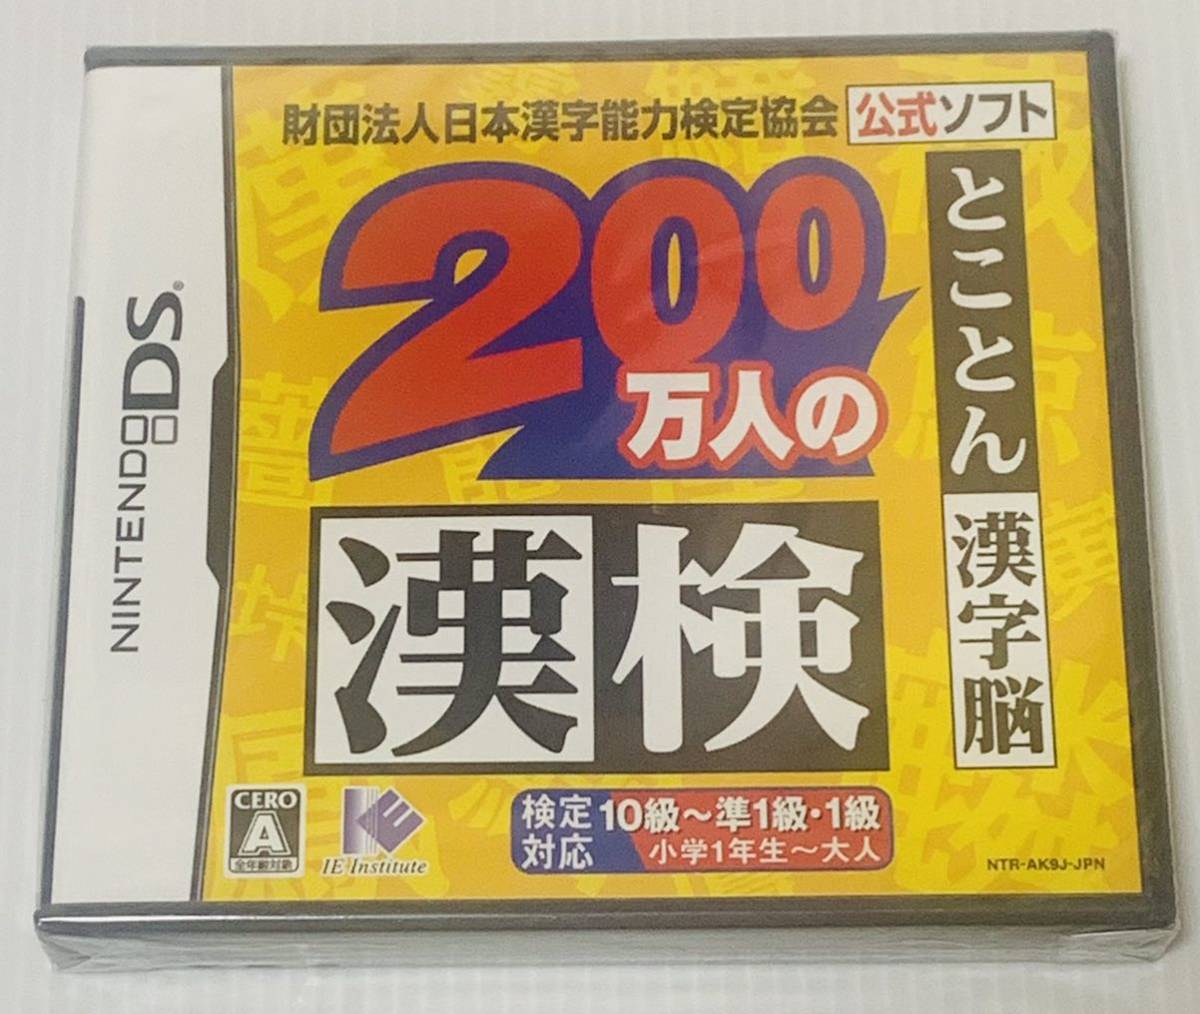 財団法人日本漢字能力検定協会 公式ソフト
200
万人の
漢検
とことん漢字脳
NINTENDO DS®
CERO
A
全年齢対象
IE Institute
検定対応
10級～準1級・1級
小学1年生～大人
NTR-AK9J-JPN